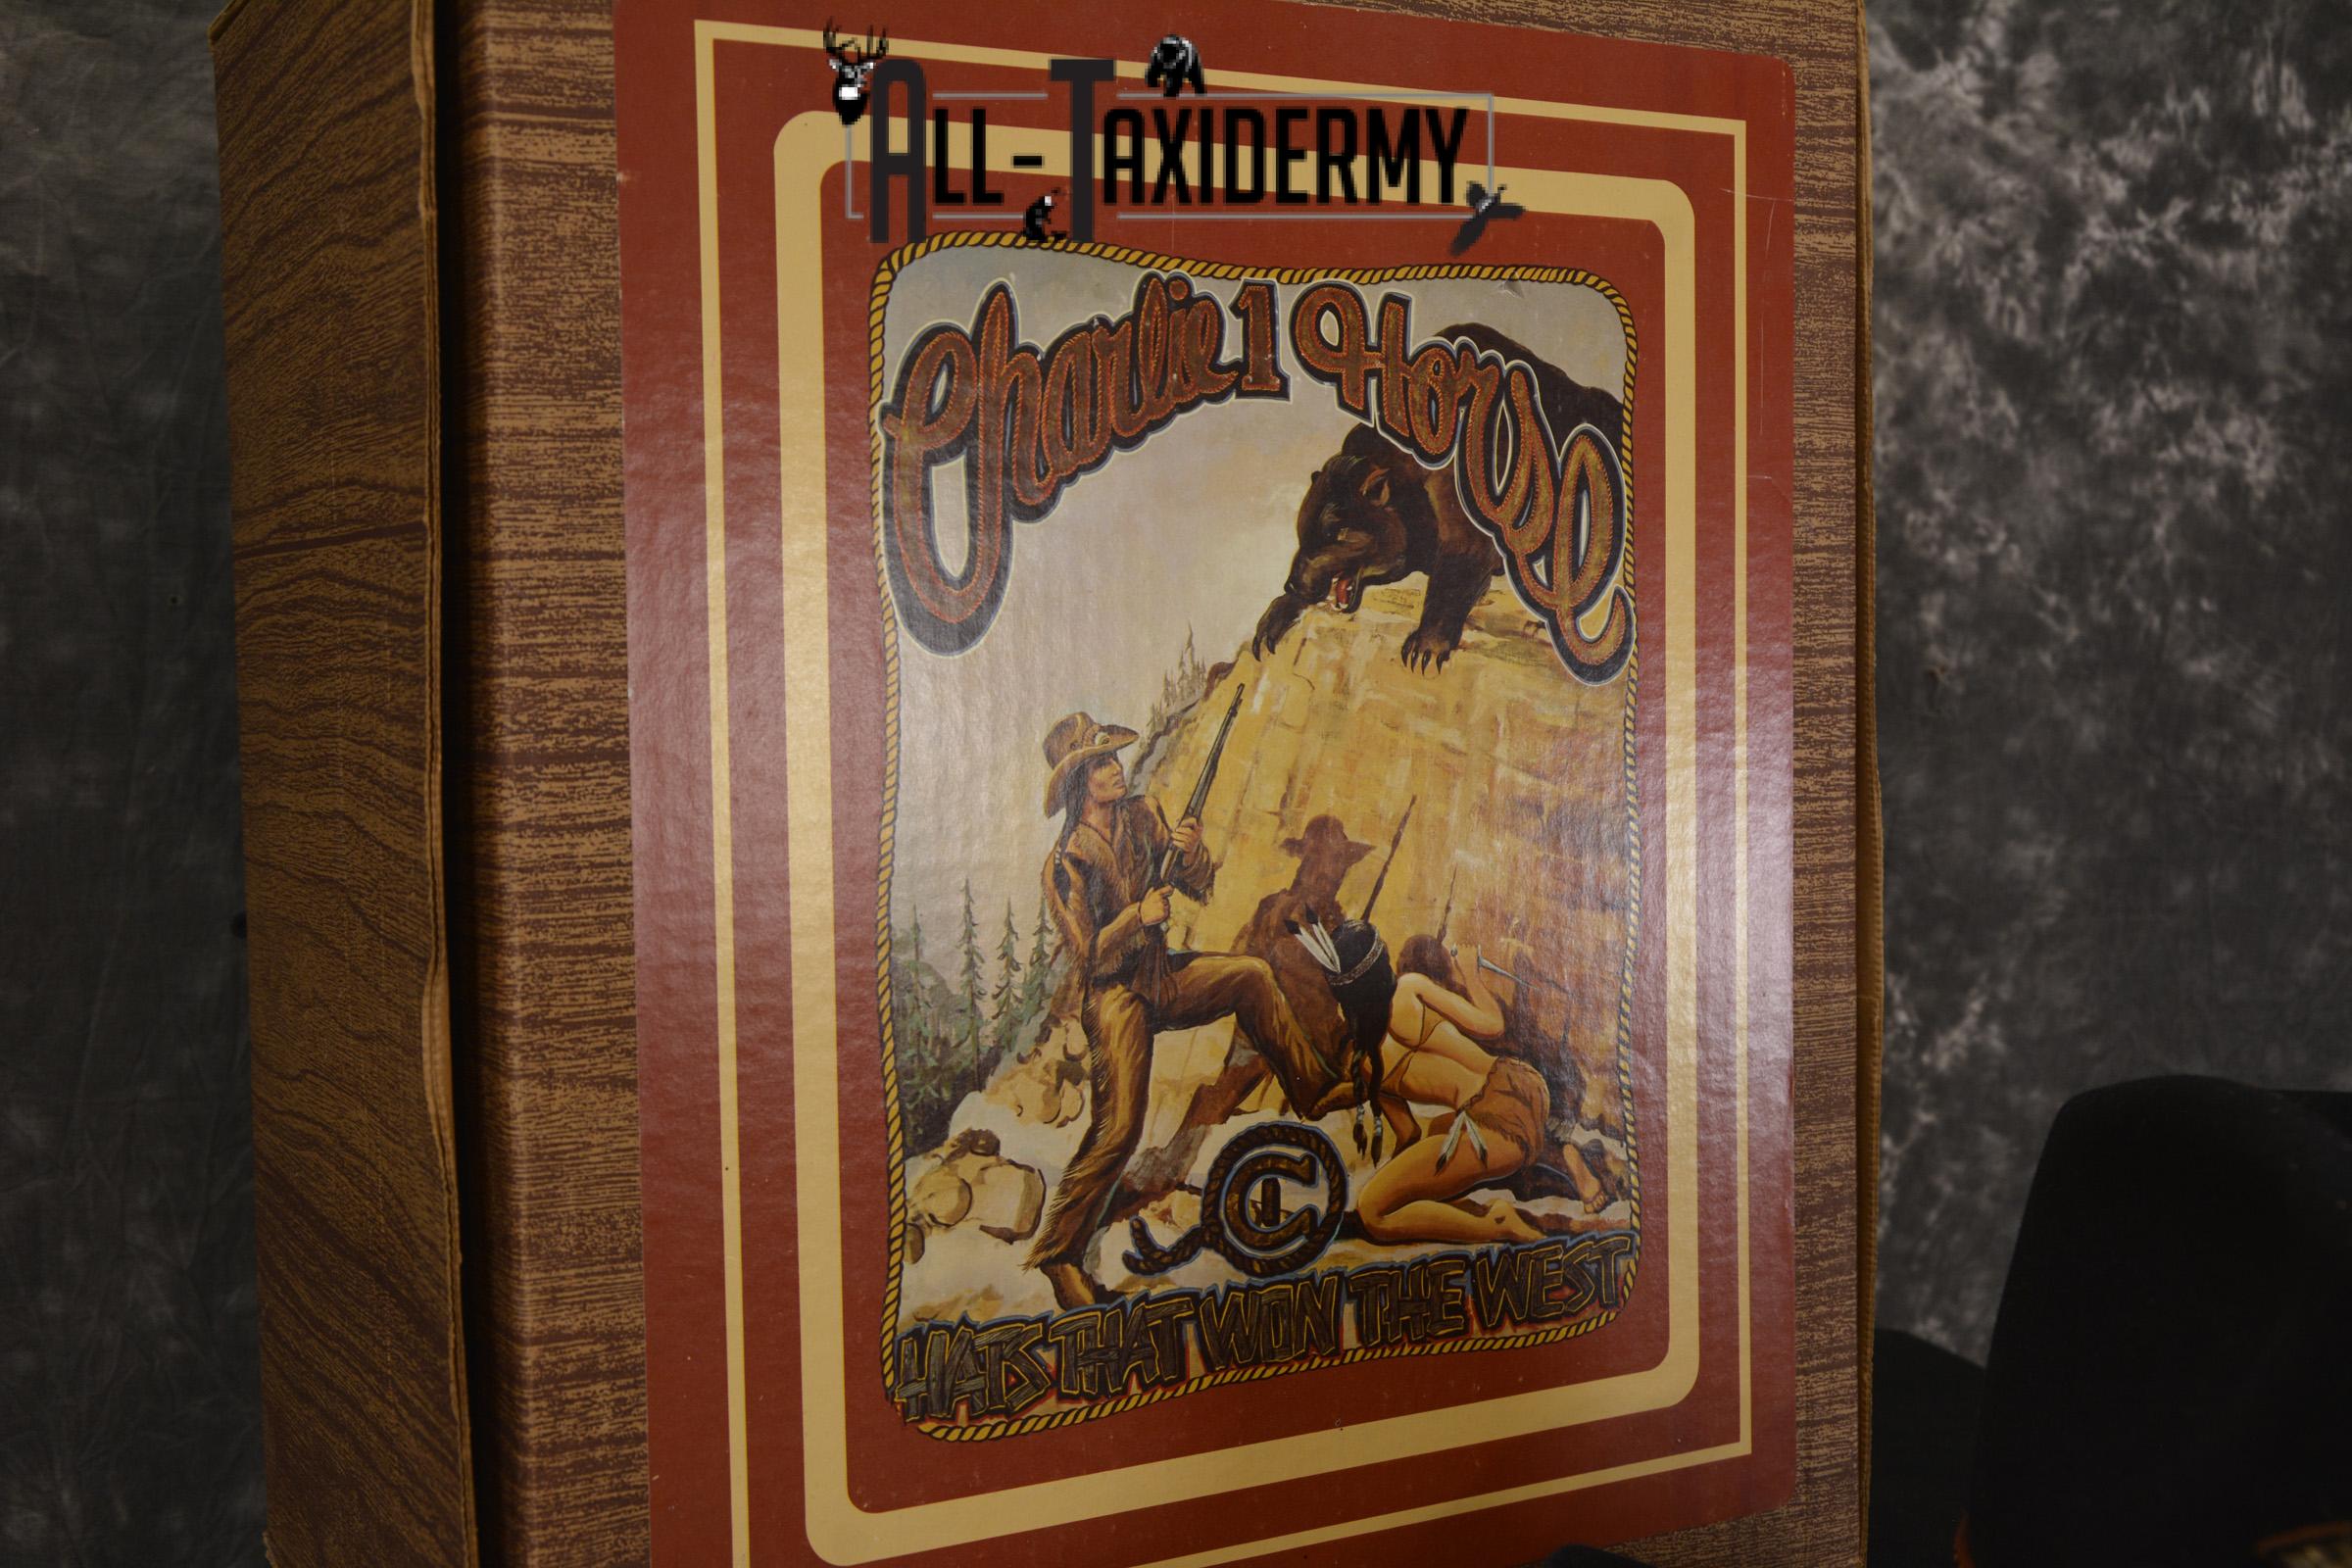 ALL-TAXIDERMY
Charlie 1 Horse
C
HATS THAT WON THE WEST